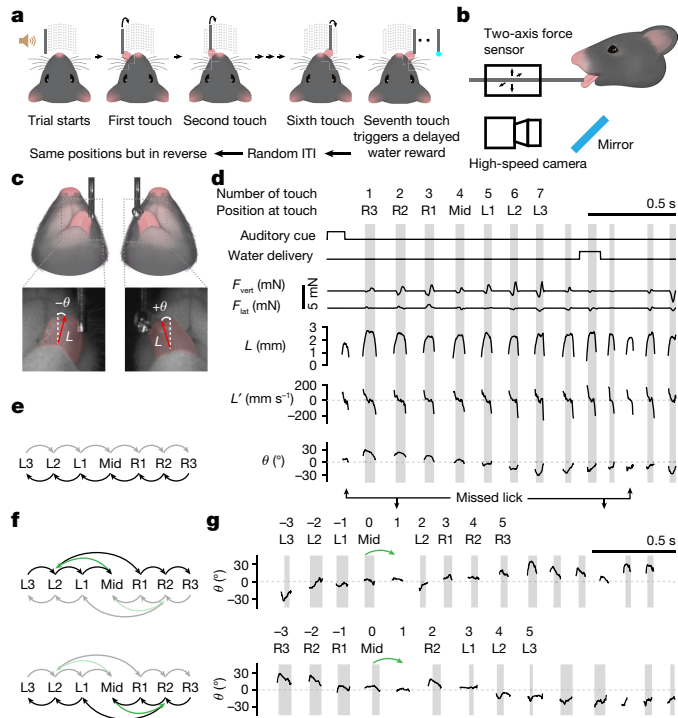 a
Trial starts First touch Second touch Sixth touch Seventh touch
triggers a delayed
water reward
Same positions but in reverse Random ITI
b
Two-axis force
sensor
High-speed camera
Mirror
c
−θ
L
+θ
L
d
Number of touch 1 2 3 4 5 6 7
Position at touch R3 R2 R1 Mid L1 L2 L3
0.5 s
Auditory cue
Water delivery
Fvert (mN)
Flat (mN)
5 mN
L (mm)
3
2
1
0
L′ (mm s−1)
200
0
−200
θ (°)
30
0
−30
Missed lick
e
L3 L2 L1 Mid R1 R2 R3
f
L3 L2 L1 Mid R1 R2 R3
L3 L2 L1 Mid R1 R2 R3
g
−3 −2 −1 0 1 2 3 4 5
L3 L2 L1 Mid L2 R1 R2 R3
0.5 s
θ (°)
30
0
−30
−3 −2 −1 0 1 2 3 4 5
R3 R2 R1 Mid R2 L1 L2 L3
θ (°)
30
0
−30